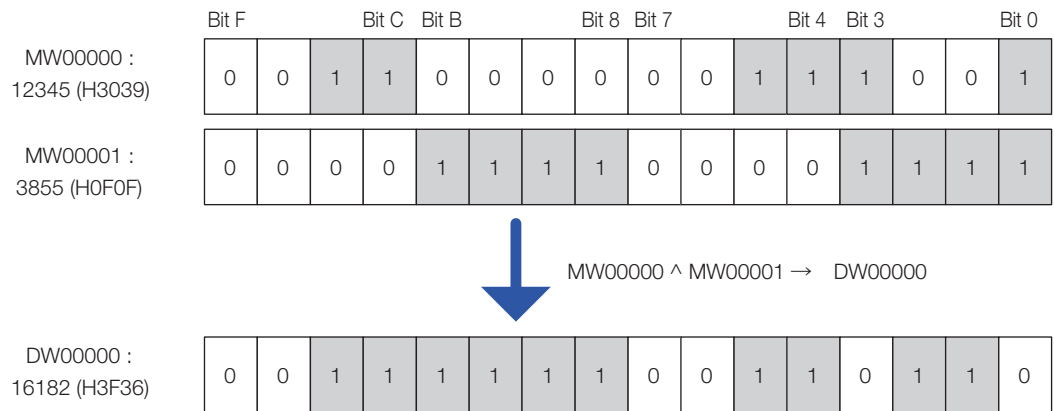 Bit F Bit C Bit B Bit 8 Bit 7 Bit 4 Bit 3 Bit 0
MW00000 :
12345 (H3039)
0 0 1 1 0 0 0 0 0 0 1 1 1 0 0 1
MW00001 :
3855 (H0F0F)
0 0 0 0 1 1 1 1 0 0 0 0 1 1 1 1
MW00000 ^ MW00001 → DW00000
DW00000 :
16182 (H3F36)
0 0 1 1 1 1 1 1 0 0 1 1 0 1 1 0